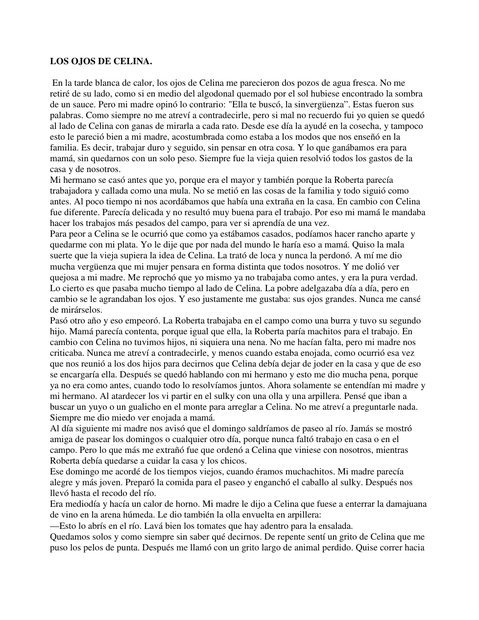 LOS OJOS DE CELINA.
En la tarde blanca de calor, los ojos de Celina me parecieron dos pozos de agua fresca. No me
retiré de su lado, como si en medio del algodonal quemado por el sol hubiese encontrado la sombra
de un sauce. Pero mi madre opinó lo contrario: "Ella te buscó, la sinvergüenza”. Estas fueron sus
palabras. Como siempre no me atreví a contradecirle, pero si mal no recuerdo fui yo quien se quedó
al lado de Celina con ganas de mirarla a cada rato. Desde ese día la ayudé en la cosecha, y tampoco
esto le pareció bien a mi madre, acostumbrada como estaba a los modos que nos enseñó en la
familia. Es decir, trabajar duro y seguido, sin pensar en otra cosa. Y lo que ganábamos era para
mamá, sin quedarnos con un solo peso. Siempre fue la vieja quien resolvió todos los gastos de la
casa y de nosotros.
Mi hermano se casó antes que yo, porque era el mayor y también porque la Roberta parecía
trabajadora y callada como una mula. No se metió en las cosas de la familia y todo siguió como
antes. Al poco tiempo ni nos acordábamos que había una extraña en la casa. En cambio con Celina
fue diferente. Parecía delicada y no resultó muy buena para el trabajo. Por eso mi mamá le mandaba
hacer los trabajos más pesados del campo, para ver si aprendía de una vez.
Para peor a Celina se le ocurrió que como ya estábamos casados, podíamos hacer rancho aparte y
quedarme con mi plata. Yo le dije que por nada del mundo le haría eso a mamá. Quiso la mala
suerte que la vieja supiera la idea de Celina. La trató de loca y nunca la perdonó. A mí me dio
mucha vergüenza que mi mujer pensara en forma distinta que todos nosotros. Y me dolió ver
quejosa a mi madre. Me reprochó que yo mismo ya no trabajaba como antes, y era la pura verdad.
Lo cierto es que pasaba mucho tiempo al lado de Celina. La pobre adelgazaba día a día, pero en
cambio se le agrandaban los ojos. Y eso justamente me gustaba: sus ojos grandes. Nunca me cansé
de mirárselos.
Pasó otro año y eso empeoró. La Roberta trabajaba en el campo como una burra y tuvo su segundo
hijo. Mamá parecía contenta, porque igual que ella, la Roberta paría machitos para el trabajo. En
cambio con Celina no tuvimos hijos, ni siquiera una nena. No me hacían falta, pero mi madre nos
criticaba. Nunca me atreví a contradecirle, y menos cuando estaba enojada, como ocurrió esa vez
que nos reunió a los dos hijos para decirnos que Celina debía dejar de joder en la casa y que de eso
se encargaría ella. Después se quedó hablando con mi hermano y esto me dio mucha pena, porque
ya no era como antes, cuando todo lo resolvíamos juntos. Ahora solamente se entendían mi madre y
mi hermano. Al atardecer los vi partir en el sulky con una olla y una arpillera. Pensé que iban a
buscar un yuyo o un gualicho en el monte para arreglar a Celina. No me atreví a preguntarle nada.
Siempre me dio miedo ver enojada a mamá.
Al día siguiente mi madre nos avisó que el domingo saldríamos de paseo al río. Jamás se mostró
amiga de pasear los domingos o cualquier otro día, porque nunca faltó trabajo en casa o en el
campo. Pero lo que más me extrañó fue que ordenó a Celina que viniese con nosotros, mientras
Roberta debía quedarse a cuidar la casa y los chicos.
Ese domingo me acordé de los tiempos viejos, cuando éramos muchachitos. Mi madre parecía
alegre y más joven. Preparó la comida para el paseo y enganchó el caballo al sulky. Después nos
llevó hasta el recodo del río.
Era mediodía y hacía un calor de horno. Mi madre le dijo a Celina que fuese a enterrar la damajuana
de vino en la arena húmeda. Le dio también la olla envuelta en arpillera:
—Esto lo abrís en el río. Lavá bien los tomates que hay adentro para la ensalada.
Quedamos solos y como siempre sin saber qué decirnos. De repente sentí un grito de Celina que me
puso los pelos de punta. Después me llamó con un grito largo de animal perdido. Quise correr hacia